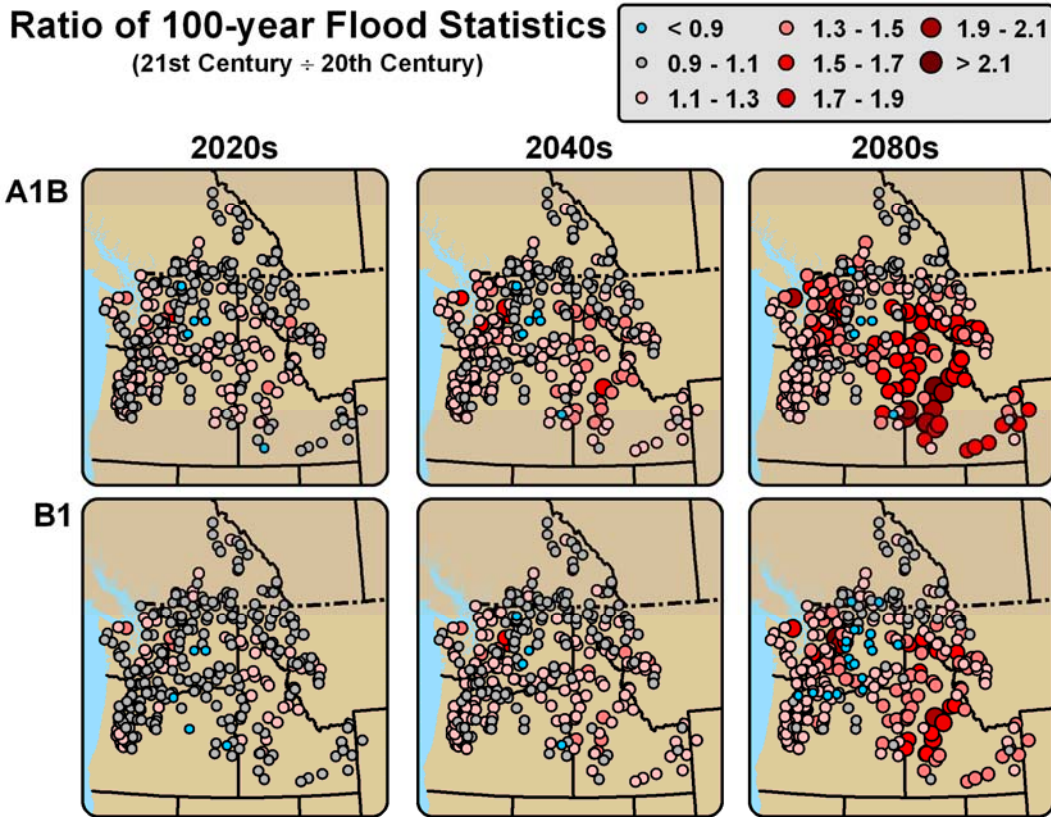 Ratio of 100-year Flood Statistics
(21st Century ÷ 20th Century)
< 0.9
0.9 - 1.1
1.1 - 1.3
1.3 - 1.5
1.5 - 1.7
1.7 - 1.9
1.9 - 2.1
> 2.1
2020s
2040s
2080s
A1B
B1